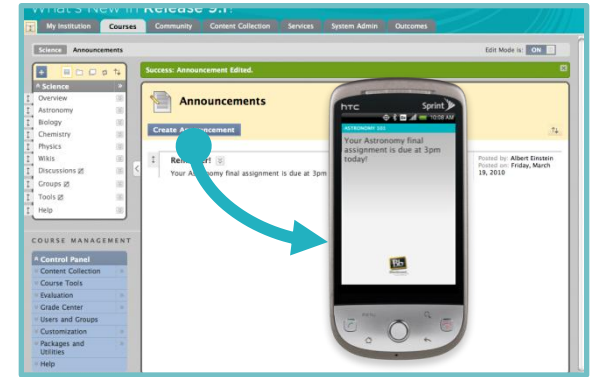 What's New in Release 9.1!
My Institution
Courses
Community
Content Collection
Services
System Admin
Outcomes
Science
Announcements
Edit Mode is:
ON
Success: Announcement Edited.
Science
Overview
Astronomy
Biology
Chemistry
Physics
Wikis
Discussions
Groups
Tools
Help
Announcements
Create Announcement
Your Astronomy final assignment is due at 3pm
Posted by: Albert Einstein
Posted on: Friday, March
19, 2010
htc
Sprint
10:08 AM
ASTRONOMY 101
Your Astronomy final
assignment is due at 3pm
today!
Bb
MENU
COURSE MANAGEMENT
Control Panel
Content Collection
Course Tools
Evaluation
Grade Center
Users and Groups
Customization
Packages and
Utilities
Help